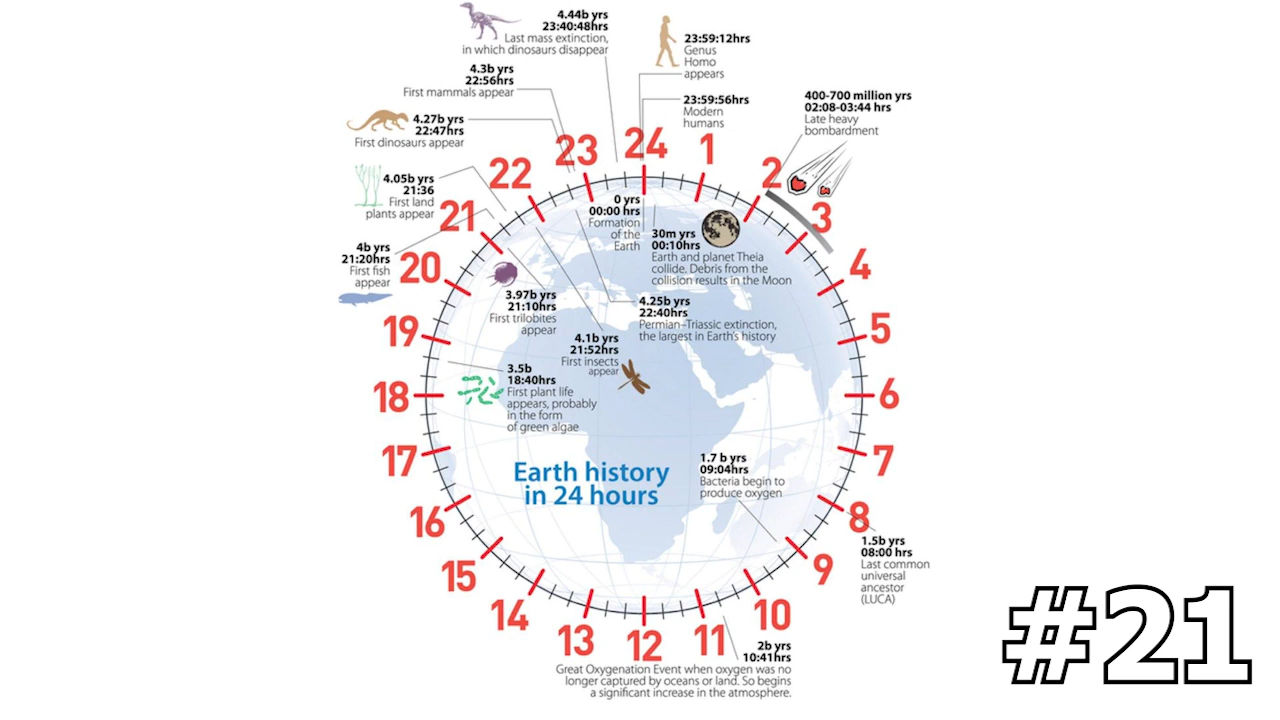 4.44b yrs
23:40:48hrs
Last mass extinction,
in which dinosaurs disappear
23:59:12hrs
Genus
Homo
appears
4.3b yrs
22:56hrs
First mammals appear
23:59:56hrs
Modern
humans
400-700 million yrs
02:08-03:44 hrs
Late heavy
bombardment
4.27b yrs
22:47hrs
First dinosaurs appear
4.05b yrs
21:36
First land
plants appear
4b yrs
21:20hrs
First fish
appear
24
1
2
3
4
5
6
7
8
9
10
11
12
13
14
15
16
17
18
19
20
21
22
23
0 yrs
00:00 hrs
Formation
of the
Earth
30m yrs
00:10hrs
Earth and planet Theia
collide. Debris from the
collision results in the Moon
3.97b yrs
21:10hrs
First trilobites
appear
4.25b yrs
22:40hrs
Permian–Triassic extinction,
the largest in Earth's history
4.1b yrs
21:52hrs
First insects
appear
3.5b
18:40hrs
First plant life
appears, probably
in the form
of green algae
Earth history
in 24 hours
1.7 b yrs
09:04hrs
Bacteria begin to
produce oxygen
1.5b yrs
08:00 hrs
Last common
universal
ancestor
(LUCA)
2b yrs
10:41hrs
Great Oxygenation Event when oxygen was no
longer captured by oceans or land. So begins
a significant increase in the atmosphere.
#21